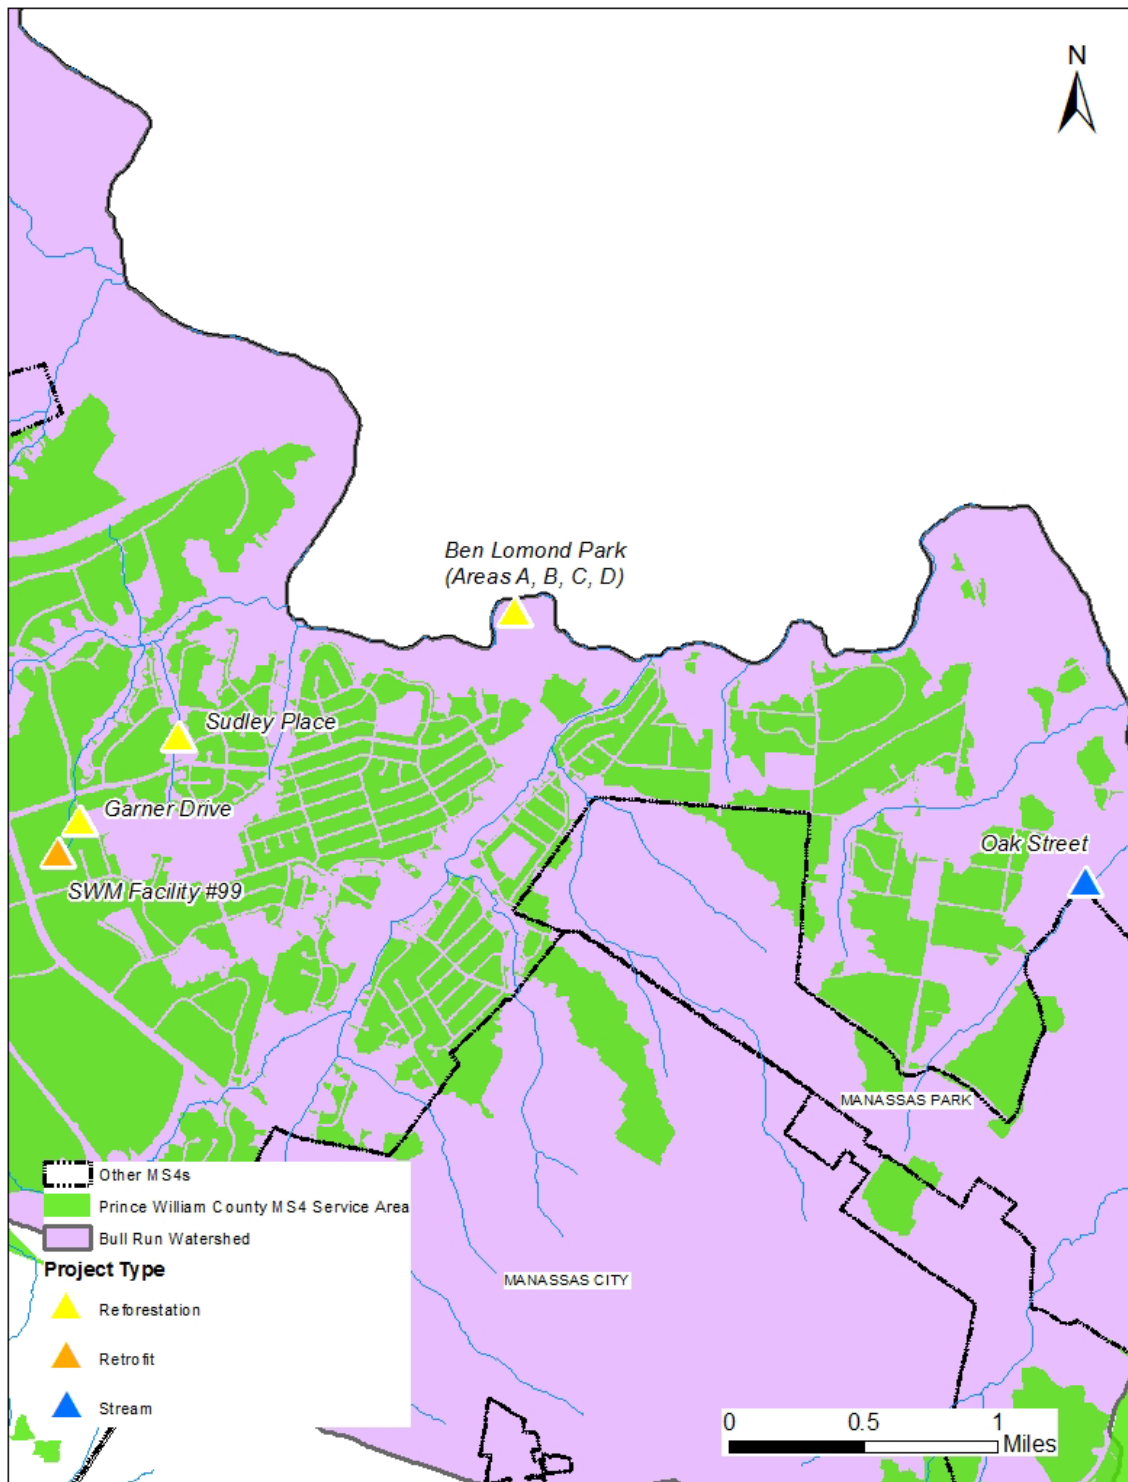 N
Ben Lomond Park
(Areas A, B, C, D)
Sudley Place
Garner Drive
Oak Street
SWM Facility #99
MANASSAS PARK
Other MS4s
Prince William County MS4 Service Area
Bull Run Watershed
Project Type
MANASSAS CITY
Reforestation
Retrofit
Stream
0 0.5 1
Miles